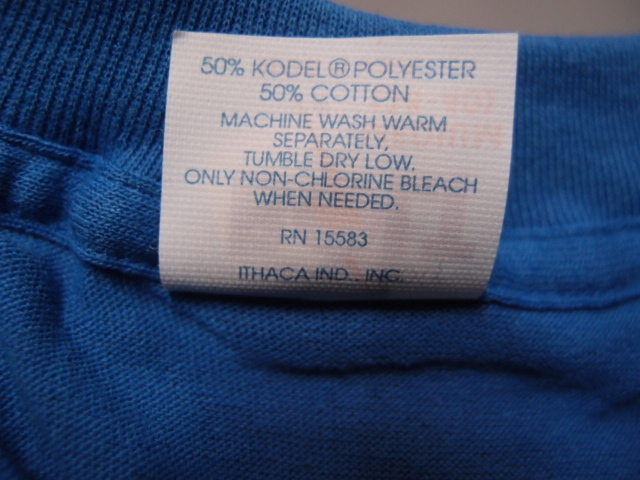 50% KODEL® POLYESTER
50% COTTON
MACHINE WASH WARM
SEPARATELY,
TUMBLE DRY LOW.
ONLY NON-CHLORINE BLEACH
WHEN NEEDED.
RN 15583
ITHACA IND., INC.